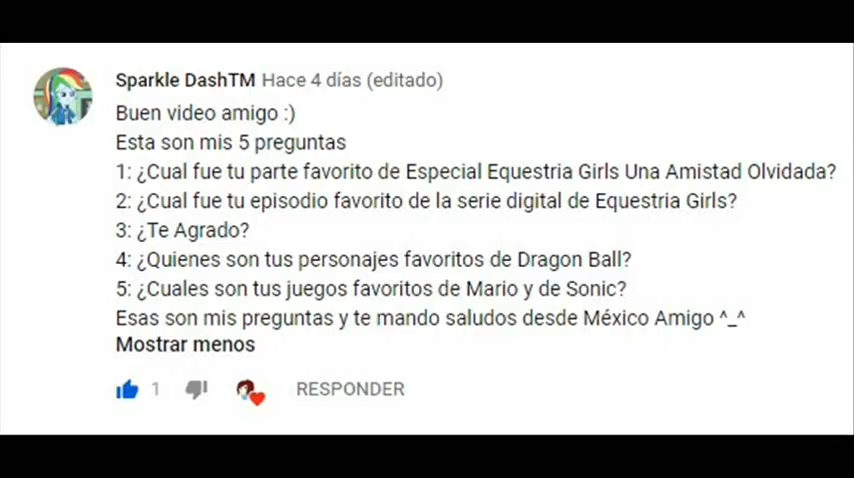 Sparkle DashTM Hace 4 días (editado)
Buen video amigo :)
Esta son mis 5 preguntas
1: ¿Cual fue tu parte favorito de Especial Equestria Girls Una Amistad Olvidada?
2: ¿Cual fue tu episodio favorito de la serie digital de Equestria Girls?
3: ¿Te Agrado?
4: ¿Quienes son tus personajes favoritos de Dragon Ball?
5: ¿Cuales son tus juegos favoritos de Mario y de Sonic?
Esas son mis preguntas y te mando saludos desde México Amigo ^_^
Mostrar menos
1 RESPONDER